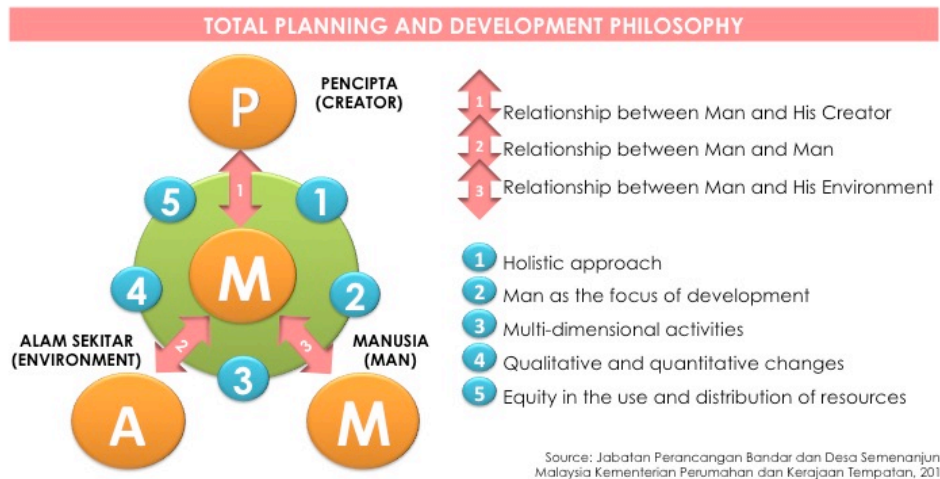 TOTAL PLANNING AND DEVELOPMENT PHILOSOPHY
P
PENCIPTA
(CREATOR)
1
5
1
M
4
2
ALAM SEKITAR
(ENVIRONMENT)
2
3
MANUSIA
(MAN)
3
A
M
1 Relationship between Man and His Creator
2 Relationship between Man and Man
3 Relationship between Man and His Environment
1 Holistic approach
2 Man as the focus of development
3 Multi-dimensional activities
4 Qualitative and quantitative changes
5 Equity in the use and distribution of resources
Source: Jabatan Perancangan Bandar dan Desa Semenanjun
Malaysia Kementerian Perumahan dan Kerajaan Tempatan, 201